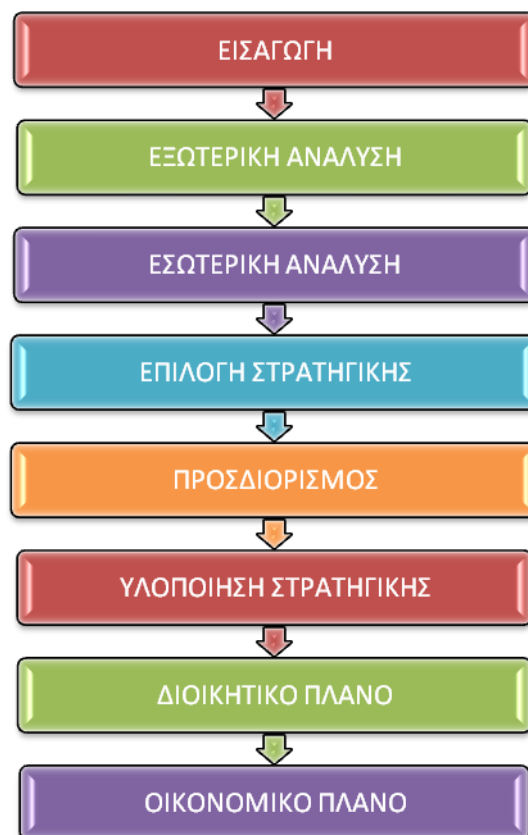 ΕΙΣΑΓΩΓΗ
ΕΞΩΤΕΡΙΚΗ ΑΝΑΛΥΣΗ
ΕΣΩΤΕΡΙΚΗ ΑΝΑΛΥΣΗ
ΕΠΙΛΟΓΗ ΣΤΡΑΤΗΓΙΚΗΣ
ΠΡΟΣΔΙΟΡΙΣΜΟΣ
ΥΛΟΠΟΙΗΣΗ ΣΤΡΑΤΗΓΙΚΗΣ
ΔΙΟΙΚΗΤΙΚΟ ΠΛΑΝΟ
ΟΙΚΟΝΟΜΙΚΟ ΠΛΑΝΟ